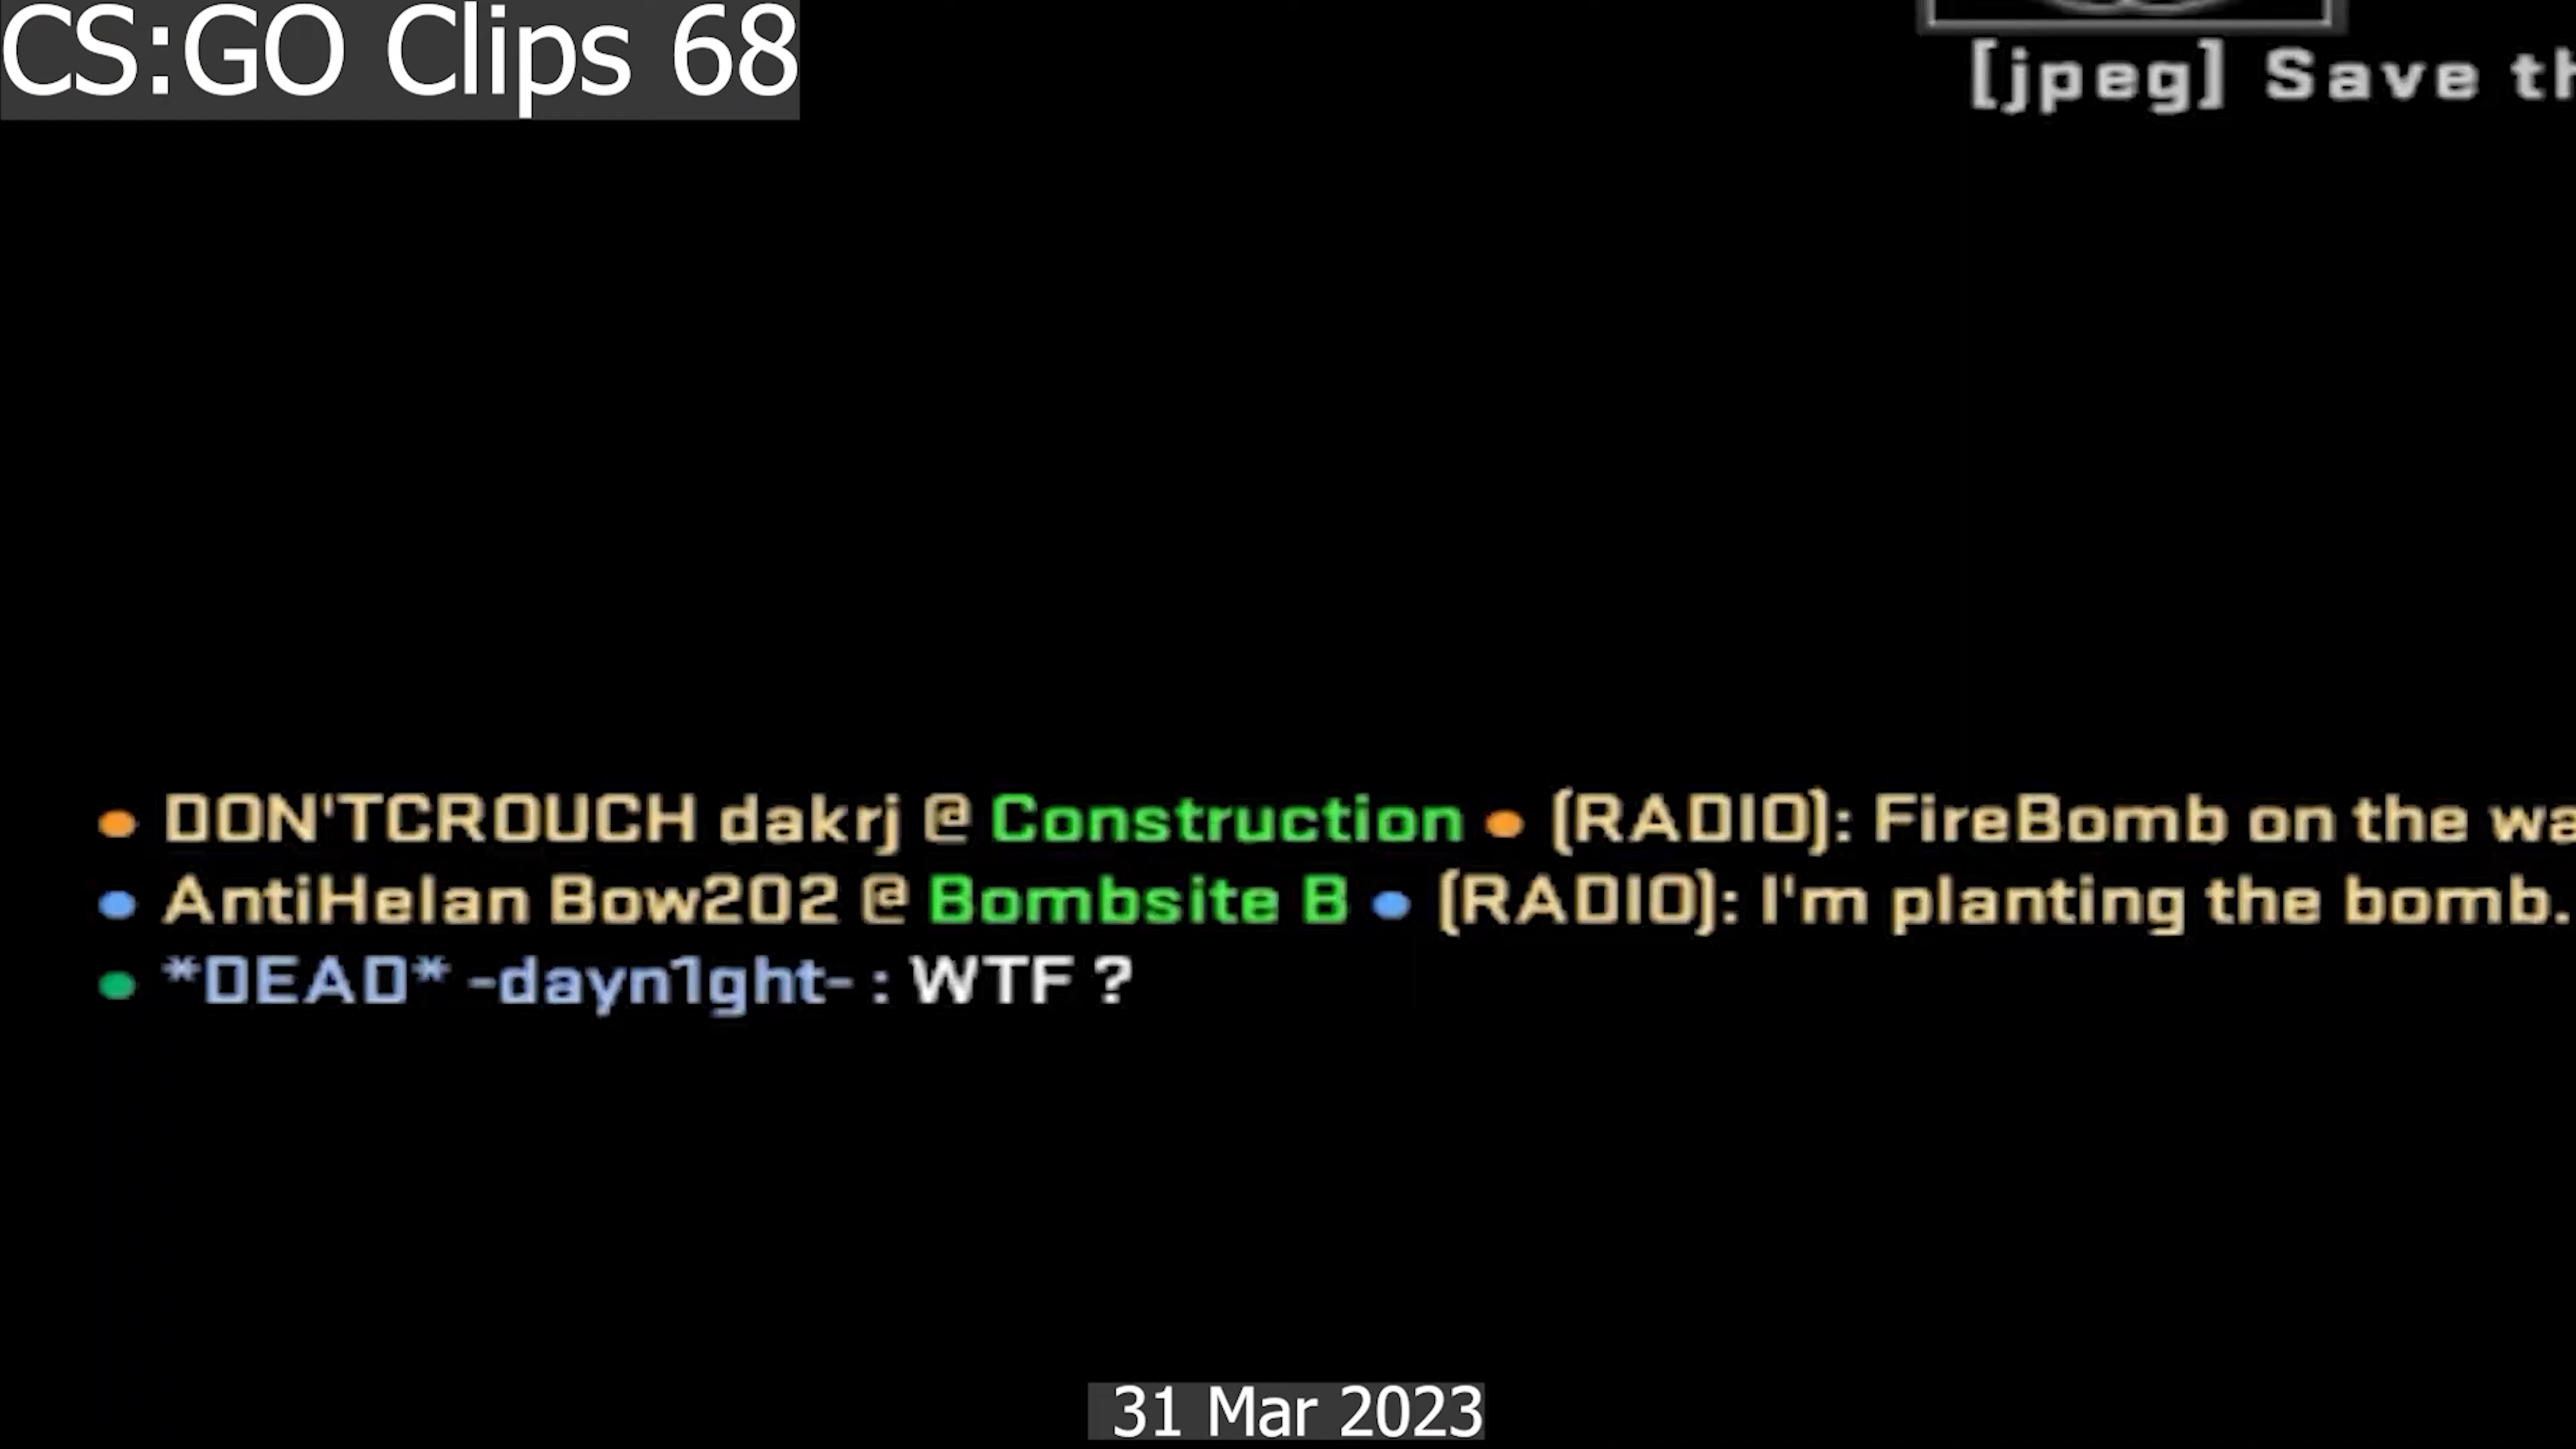 CS:GO Clips 68
[jpeg] Save
DON'TCROUCH dakrj @ Construction (RADIO): FireBomb on the
AntiHelan Bow202 @ Bombsite B (RADIO): I'm planting the bomb.
*DEAD* -dayn1ght- : WTF ?
31 Mar 2023